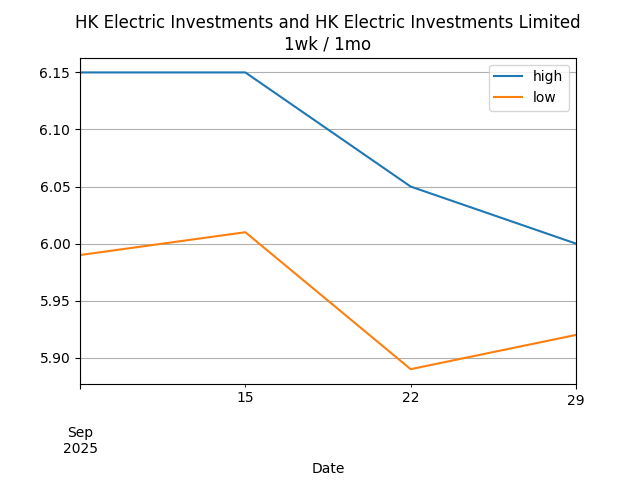 HK Electric Investments and HK Electric Investments Limited
1wk / 1mo
high
low
6.15
6.10
6.05
6.00
5.95
5.90
15
22
29
Sep
2025
Date